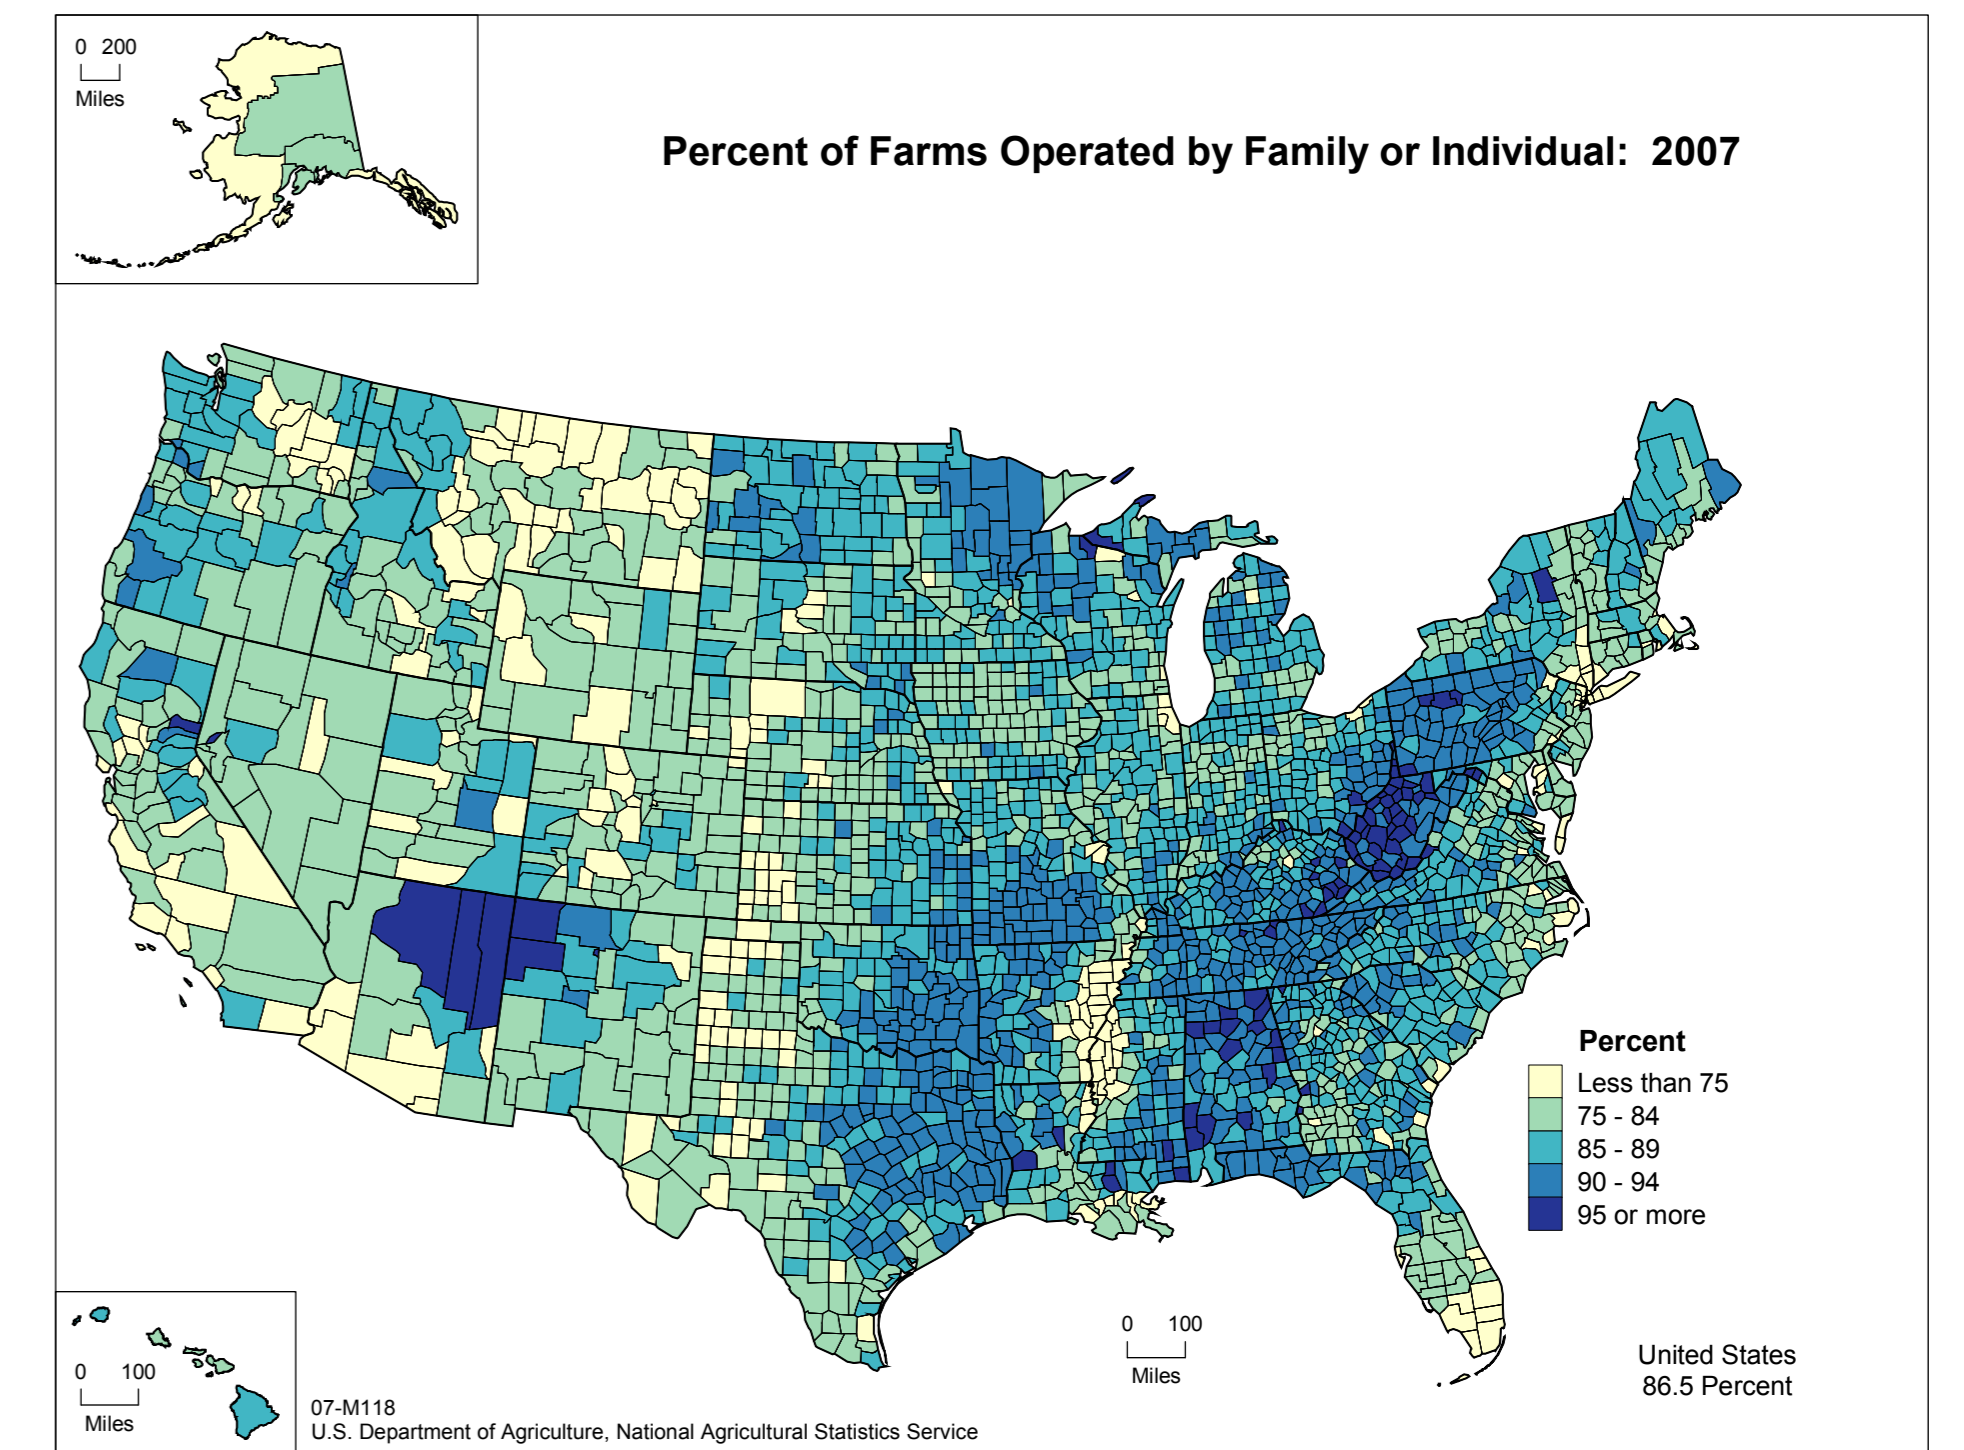 0 200
Miles
Percent of Farms Operated by Family or Individual: 2007
Percent
Less than 75
75 - 84
85 - 89
90 - 94
95 or more
0 100
Miles
0 100
Miles
United States
86.5 Percent
07-M118
U.S. Department of Agriculture, National Agricultural Statistics Service